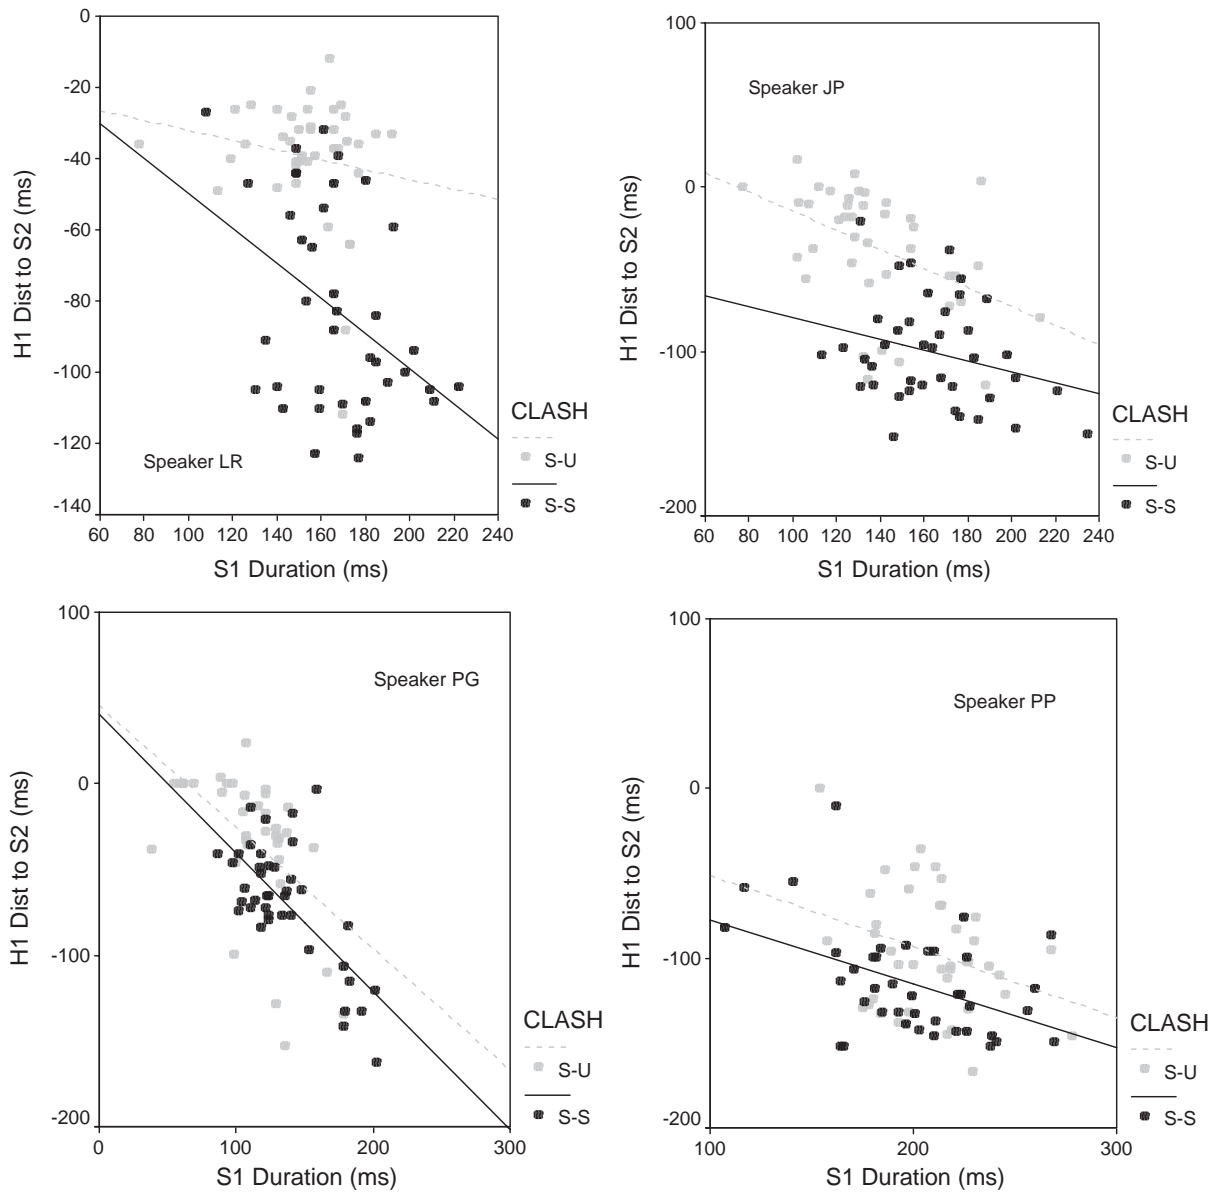 0
-20
-40
-60
-80
-100
-120
-140
H1 Dist to S2 (ms)
Speaker LR
60 80 100 120 140 160 180 200 220 240
S1 Duration (ms)
CLASH
S-U
S-S
100
0
-100
-200
H1 Dist to S2 (ms)
Speaker JP
60 80 100 120 140 160 180 200 220 240
S1 Duration (ms)
CLASH
S-U
S-S
100
0
-100
-200
H1 Dist to S2 (ms)
Speaker PG
0 100 200 300
S1 Duration (ms)
CLASH
S-U
S-S
100
0
-100
-200
H1 Dist to S2 (ms)
Speaker PP
100 200 300
S1 Duration (ms)
CLASH
S-U
S-S